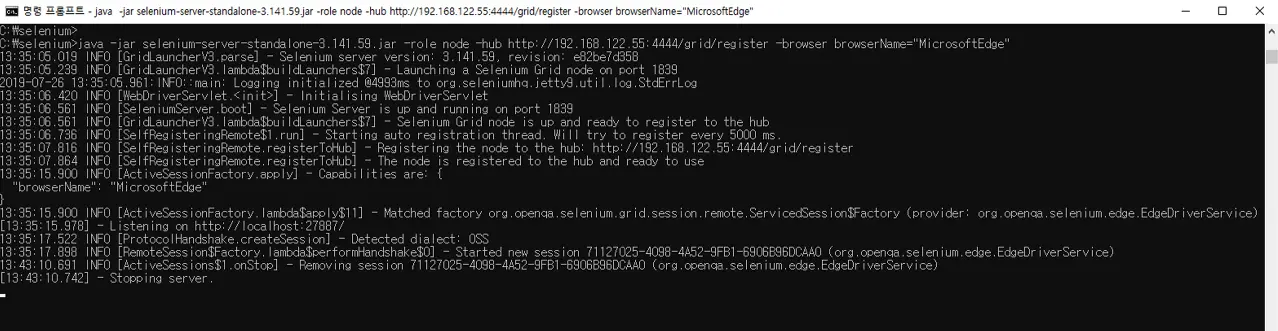 명령 프롬프트 - java  -jar selenium-server-standalone-3.141.59.jar -role node -hub http://192.168.122.55:4444/grid/register -browser browserName="MicrosoftEdge"
C:₩selenium>
C:₩selenium>java -jar selenium-server-standalone-3.141.59.jar -role node -hub http://192.168.122.55:4444/grid/register -browser browserName="MicrosoftEdge"
13:35:05.019 INFO [GridLauncherV3.parse] - Selenium server version: 3.141.59, revision: e82be7d358
13:35:05.239 INFO [GridLauncherV3.lambda$buildLaunchers$7] - Launching a Selenium Grid node on port 1839
2019-07-26 13:35:05.961:INFO::main: Logging initialized @4993ms to org.seleniumhq.jetty9.util.log.StdErrLog
13:35:06.420 INFO [WebDriverServlet.<init>] - Initialising WebDriverServlet
13:35:06.561 INFO [SeleniumServer.boot] - Selenium Server is up and running on port 1839
13:35:06.561 INFO [GridLauncherV3.lambda$buildLaunchers$7] - Selenium Grid node is up and ready to register to the hub
13:35:06.736 INFO [SelfRegisteringRemote$1.run] - Starting auto registration thread. Will try to register every 5000 ms.
13:35:07.816 INFO [SelfRegisteringRemote.registerToHub] - Registering the node to the hub: http://192.168.122.55:4444/grid/register
13:35:07.864 INFO [SelfRegisteringRemote.registerToHub] - The node is registered to the hub and ready to use
13:35:15.900 INFO [ActiveSessionFactory.apply] - Capabilities are: {
  "browserName": "MicrosoftEdge"
}
13:35:15.900 INFO [ActiveSessionFactory.lambda$apply$11] - Matched factory org.openqa.selenium.grid.session.remote.ServicedSession$Factory (provider: org.openqa.selenium.edge.EdgeDriverService)
[13:35:15.978] - Listening on http://localhost:27887/
13:35:17.522 INFO [ProtocolHandshake.createSession] - Detected dialect: OSS
13:35:17.898 INFO [RemoteSession$Factory.lambda$performHandshake$0] - Started new session 71127025-4098-4A52-9FB1-6906B96DCAA0 (org.openqa.selenium.edge.EdgeDriverService)
13:43:10.691 INFO [ActiveSessions$1.onStop] - Removing session 71127025-4098-4A52-9FB1-6906B96DCAA0 (org.openqa.selenium.edge.EdgeDriverService)
[13:43:10.742] - Stopping server.